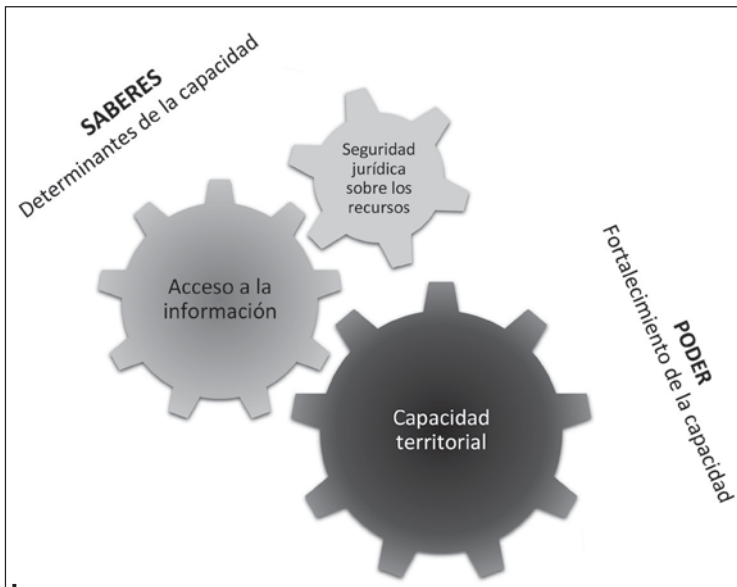 SABERES
Determinantes de la capacidad
Seguridad
jurídica
sobre los
recursos
Acceso a la
información
Capacidad
territorial
PODER
Fortalecimiento de la capacidad